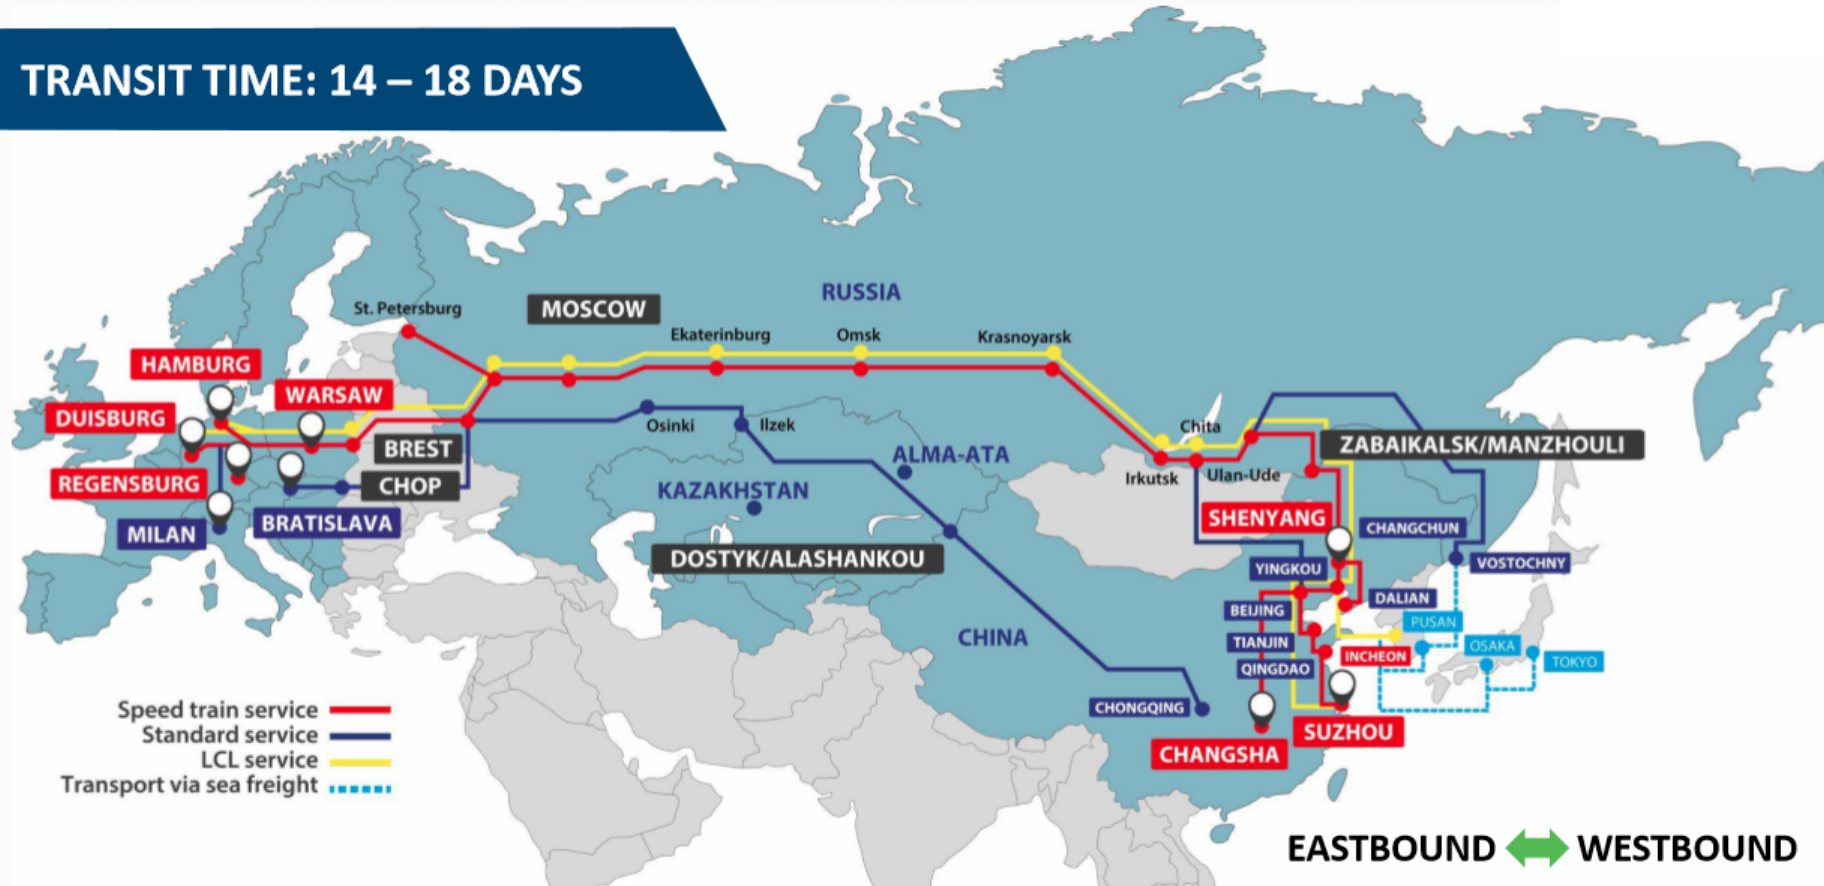 TRANSIT TIME: 14 – 18 DAYS
RUSSIA
St. Petersburg
MOSCOW
Ekaterinburg
Omsk
Krasnoyarsk
HAMBURG
WARSAW
DUISBURG
BREST
REGENSBURG
CHOP
MILAN
BRATISLAVA
Osinki
Ilzek
ALMA-ATA
KAZAKHSTAN
DOSTYK/ALASHANKOU
Chita
Irkutsk
Ulan-Ude
ZABAIKALSK/MANZHOULI
SHENYANG
CHANGCHUN
YINGKOU
VOSTOCHNY
BEIJING
DALIAN
TIANJIN
PUSAN
QINGDAO
INCHEON
OSAKA
TOKYO
CHINA
CHONGQING
SUZHOU
CHANGSHA
Speed train service
Standard service
LCL service
Transport via sea freight
EASTBOUND WESTBOUND